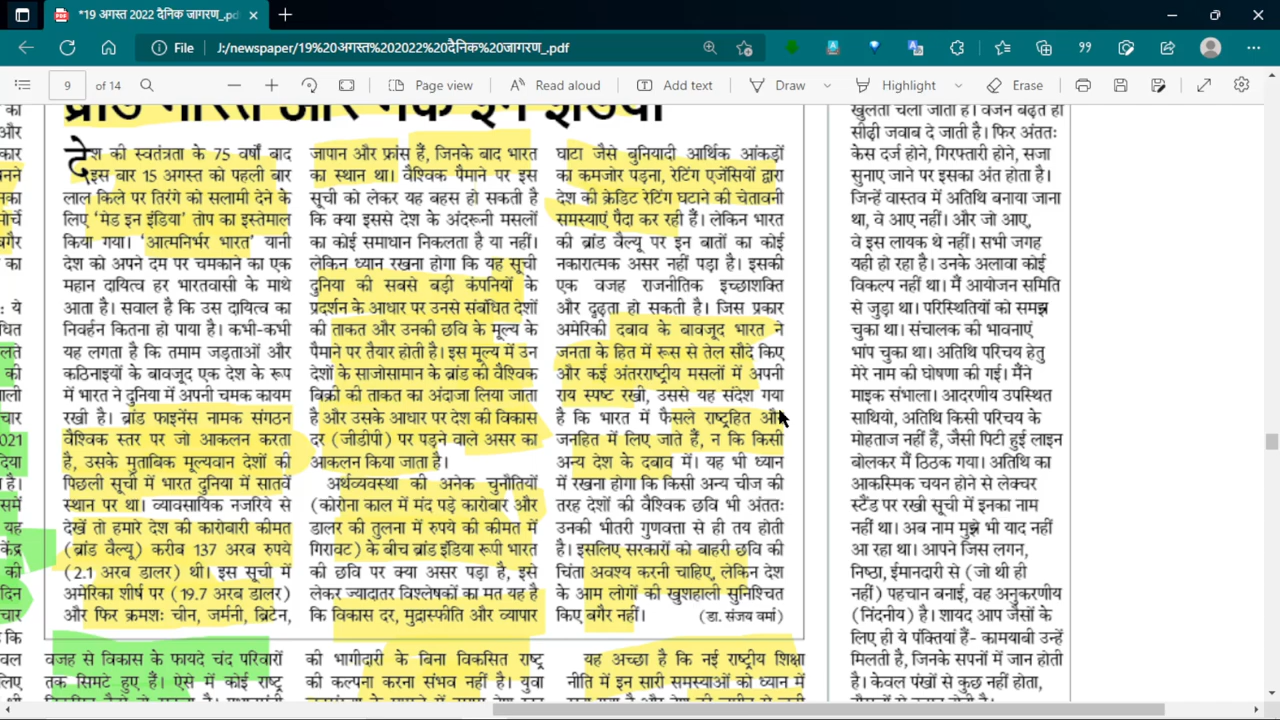 *19 अगस्त 2022 दैनिक जागरण_.pd
File J:/newspaper/19%20अगस्त%202022%20दैनिक%20जागरण_.pdf
9 of 14 Page view Read aloud Add text Draw Highlight Erase
ब्रांड भारत और मेक इन इंडिया
देश की स्वतंत्रता के 75 वर्षों बाद
इस बार 15 अगस्त को पहली बार
लाल किले पर तिरंगे को सलामी देने के
लिए ‘मेड इन इंडिया’ तोप का इस्तेमाल
किया गया। ‘आत्मनिर्भर भारत’ यानी
देश को अपने दम पर चमकाने का एक
महान दायित्व हर भारतवासी के माथे
आता है। सवाल है कि उस दायित्व का
निर्वहन कितना हो पाया है। कभी-कभी
यह लगता है कि तमाम जड़ताओं और
कठिनाइयों के बावजूद एक देश के रूप
में भारत ने दुनिया में अपनी चमक कायम
रखी है। ब्रांड फाइनेंस नामक संगठन
वैश्विक स्तर पर जो आकलन करता
है, उसके मुताबिक मूल्यवान देशों की
पिछली सूची में भारत दुनिया में सातवें
स्थान पर था। व्यावसायिक नजरिये से
देखें तो हमारे देश की कारोबारी कीमत
(ब्रांड वैल्यू) करीब 137 अरब रुपये
(2.1 अरब डालर) थी। इस सूची में
अमेरिका शीर्ष पर (19.7 अरब डालर)
और फिर क्रमशः चीन, जर्मनी, ब्रिटेन,
जापान और फ्रांस हैं, जिनके बाद भारत
का स्थान था। वैश्विक पैमाने पर इस
सूची को लेकर यह बहस हो सकती है
कि क्या इससे देश के अंदरूनी मसलों
का कोई समाधान निकलता है या नहीं।
लेकिन ध्यान रखना होगा कि यह सूची
दुनिया की सबसे बड़ी कंपनियों के
प्रदर्शन के आधार पर उनसे संबंधित देशों
की ताकत और उनकी छवि के मूल्य के
पैमाने पर तैयार होती है। इस मूल्य में उन
देशों के साजोसामान के ब्रांड की वैश्विक
बिक्री की ताकत का अंदाजा लिया जाता
है और उसके आधार पर देश की विकास
दर (जीडीपी) पर पड़ने वाले असर का
आकलन किया जाता है।
अर्थव्यवस्था की अनेक चुनौतियों
(कोरोना काल में मंद पड़े कारोबार और
डालर की तुलना में रुपये की कीमत में
गिरावट) के बीच ब्रांड इंडिया रूपी भारत
की छवि पर क्या असर पड़ा है, इसे
लेकर ज्यादातर विश्लेषकों का मत यह है
कि विकास दर, मुद्रास्फीति और व्यापार
घाटा जैसे बुनियादी आर्थिक आंकड़ों
का कमजोर पड़ना, रेटिंग एजेंसियों द्वारा
देश की क्रेडिट रेटिंग घटाने की चेतावनी
समस्याएं पैदा कर रही हैं। लेकिन भारत
की ब्रांड वैल्यू पर इन बातों का कोई
नकारात्मक असर नहीं पड़ा है। इसकी
एक वजह राजनीतिक इच्छाशक्ति
और दृढ़ता हो सकती है। जिस प्रकार
अमेरिकी दबाव के बावजूद भारत ने
जनता के हित में रूस से तेल सौदे किए
और कई अंतरराष्ट्रीय मसलों में अपनी
राय स्पष्ट रखी, उससे यह संदेश गया
है कि भारत में फैसले राष्ट्रहित और
जनहित में लिए जाते हैं, न कि किसी
अन्य देश के दबाव में। यह भी ध्यान
में रखना होगा कि किसी अन्य चीज की
तरह देशों की वैश्विक छवि भी अंततः
उनकी भीतरी गुणवत्ता से ही तय होती
है। इसलिए सरकारों को बाहरी छवि की
चिंता अवश्य करनी चाहिए, लेकिन देश
के आम लोगों की खुशहाली सुनिश्चित
किए बगैर नहीं। (डा. संजय वर्मा)
खुलता चला जाता है। वजन बढ़ते ही
सीढ़ी जवाब दे जाती है। फिर अंततः
केस दर्ज होने, गिरफ्तारी होने, सजा
सुनाए जाने पर इसका अंत होता है।
जिन्हें वास्तव में अतिथि बनाया जाना
था, वे आए नहीं। और जो आए,
वे इस लायक थे नहीं। सभी जगह
यही हो रहा है। उनके अलावा कोई
विकल्प नहीं था। मैं आयोजन समिति
से जुड़ा था। परिस्थितियों को समझ
चुका था। संचालक की भावनाएं
भांप चुका था। अतिथि परिचय हेतु
मेरे नाम की घोषणा की गई। मैंने
माइक संभाला। आदरणीय उपस्थित
साथियो, अतिथि किसी परिचय के
मोहताज नहीं हैं, जैसी पिटी हुई लाइन
बोलकर मैं ठिठक गया। अतिथि का
आकस्मिक चयन होने से लेक्चर
स्टैंड पर रखी सूची में इनका नाम
नहीं था। अब नाम मुझे भी याद नहीं
आ रहा था। आपने जिस लगन,
निष्ठा, ईमानदारी से (जो थी ही
नहीं) पहचान बनाई, वह अनुकरणीय
(निंदनीय) है। शायद आप जैसों के
लिए ही ये पंक्तियां हैं- कामयाबी उन्हें
मिलती है, जिनके सपनों में जान होती
है। केवल पंखों से कुछ नहीं होता,
वजह से विकास के फायदे चंद परिवारों
तक सिमटे हुए हैं। ऐसे में कोई राष्ट्र
की भागीदारी के बिना विकसित राष्ट्र
की कल्पना करना संभव नहीं है। युवा
यह अच्छा है कि नई राष्ट्रीय शिक्षा
नीति में इन सारी समस्याओं को ध्यान में